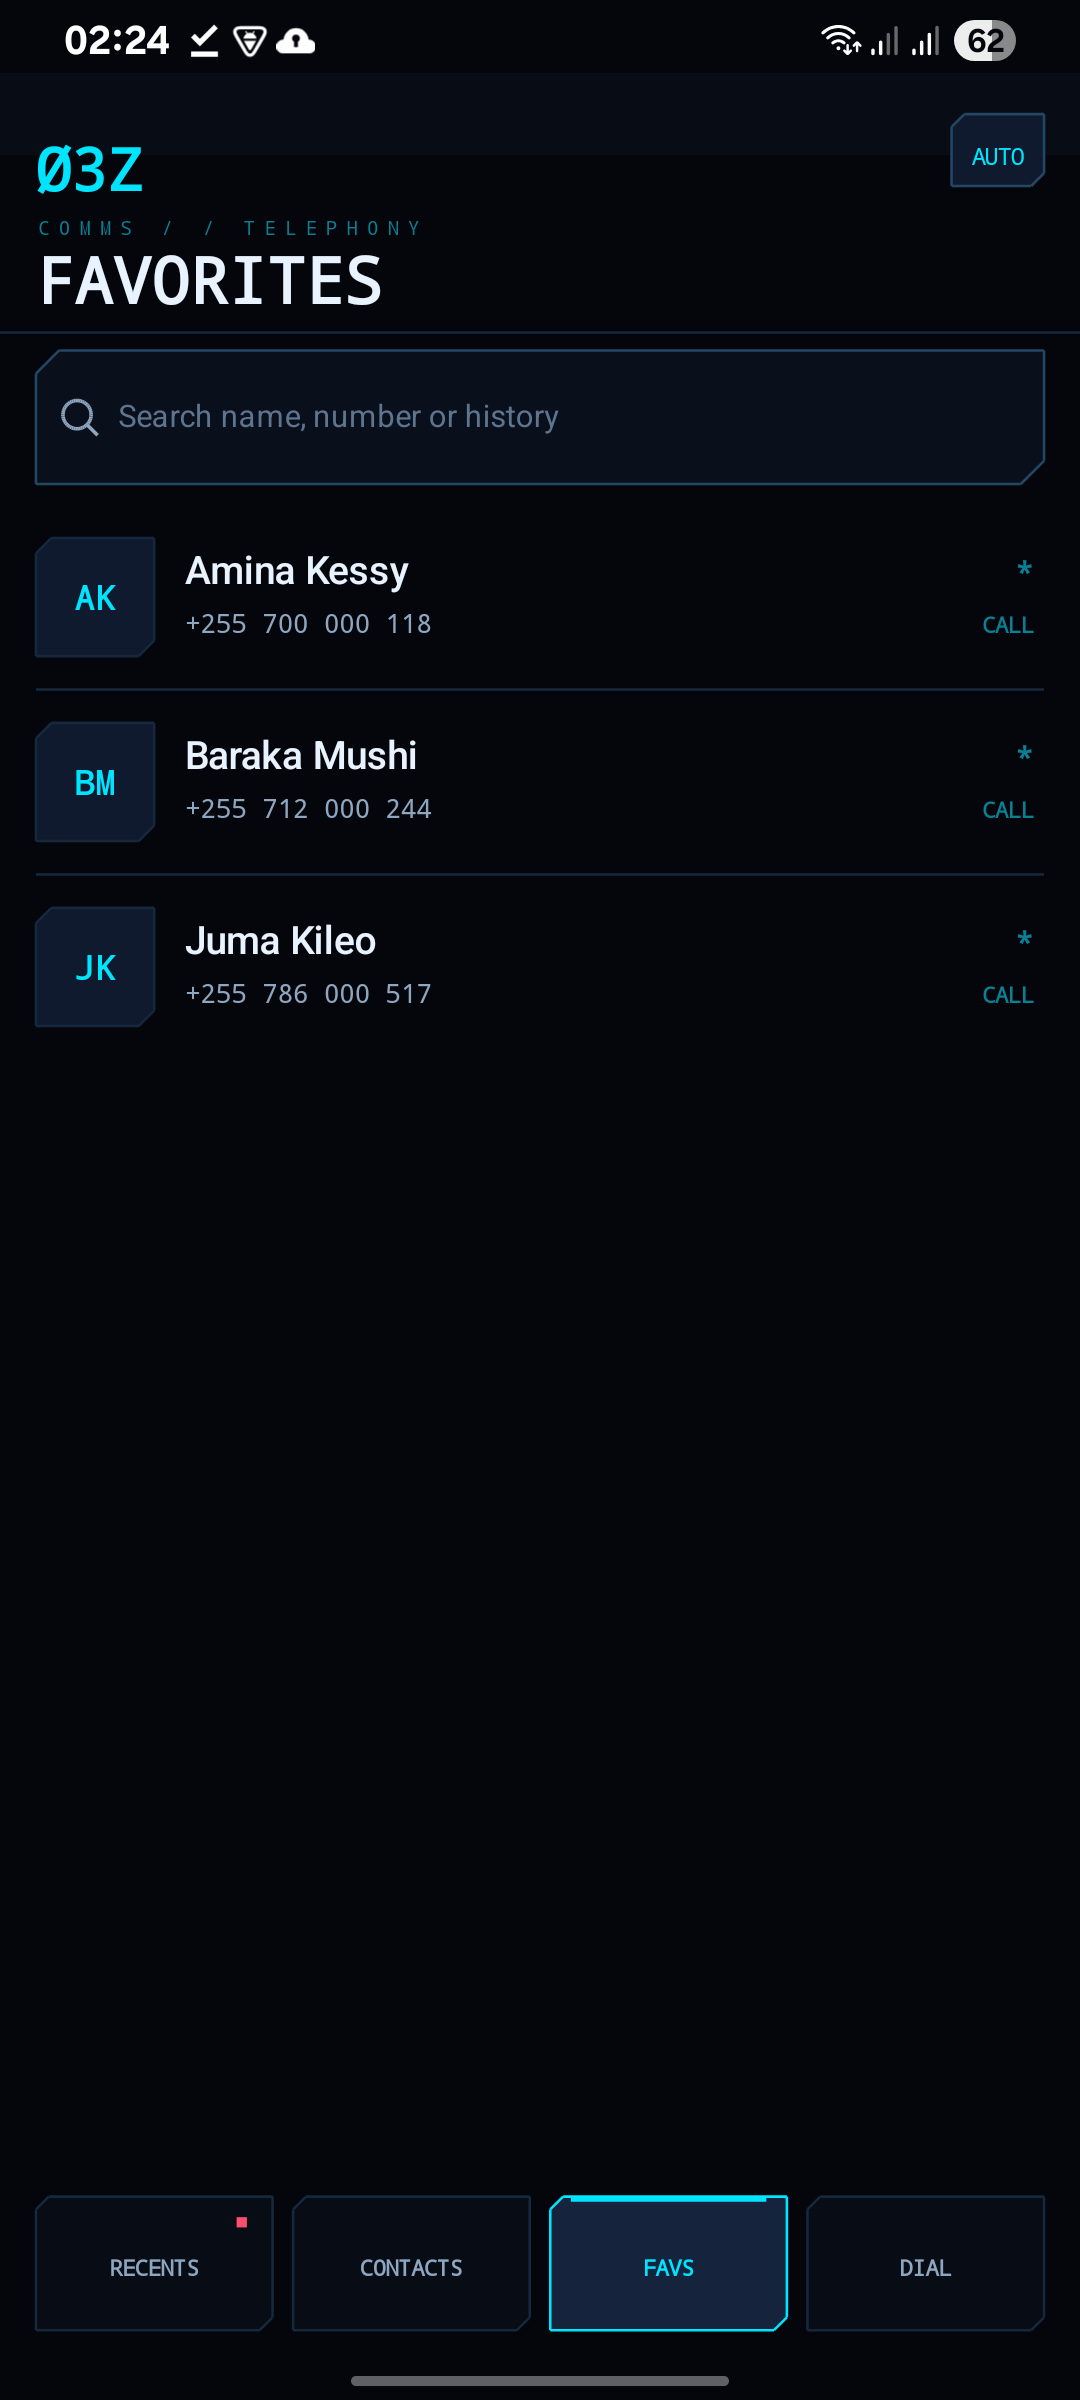 02:24
62
Ø3Z
AUTO
COMMS // TELEPHONY
FAVORITES
Search name, number or history
AK
Amina Kessy
*
+255 700 000 118
CALL
BM
Baraka Mushi
*
+255 712 000 244
CALL
JK
Juma Kileo
*
+255 786 000 517
CALL
RECENTS
CONTACTS
FAVS
DIAL